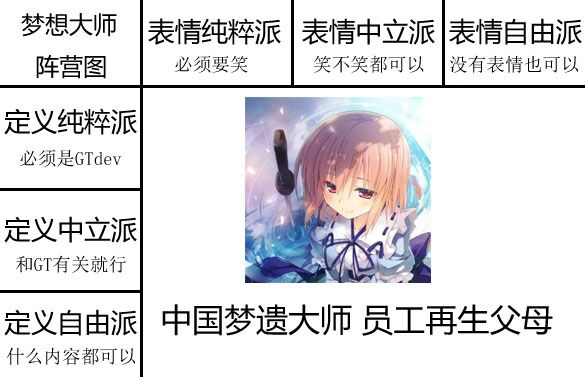 梦想大师
阵营图
表情纯粹派
必须要笑
表情中立派
笑不笑都可以
表情自由派
没有表情也可以
定义纯粹派
必须是GTdev
定义中立派
和GT有关就行
定义自由派
什么内容都可以
中国梦遗大师 员工再生父母